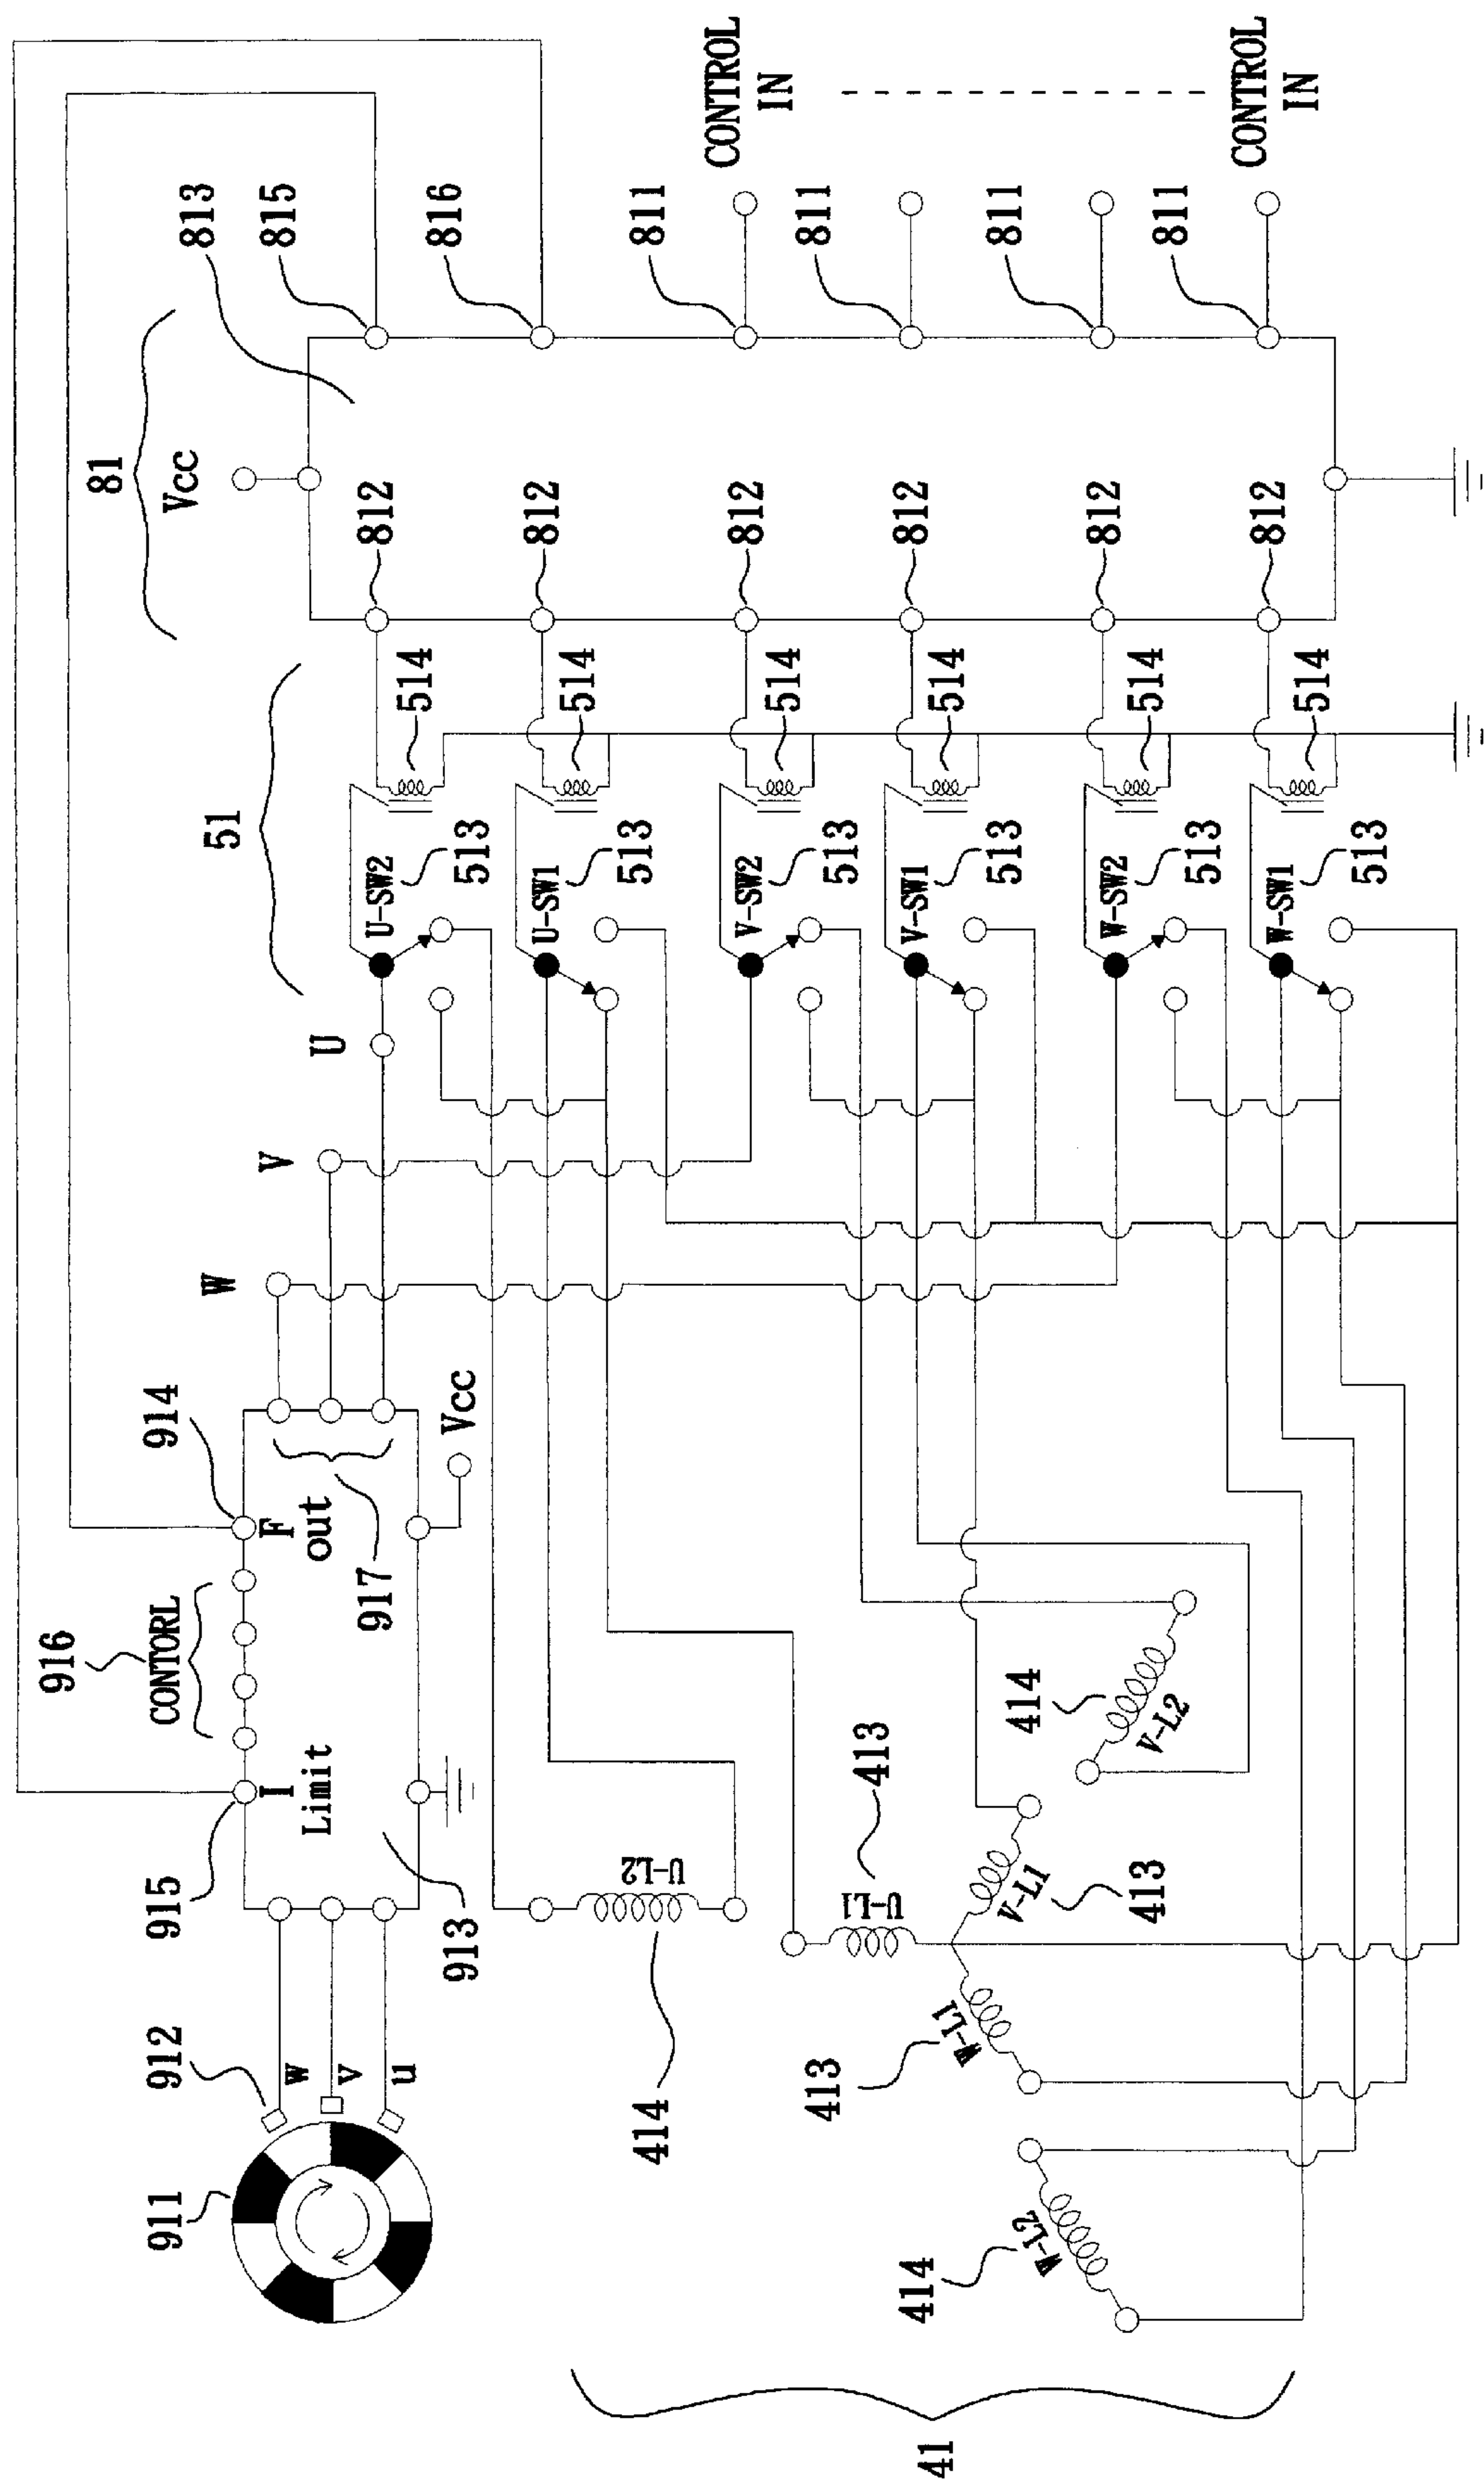 911
912
w
v
u
915
I
Limit
913
916
CONTORL
914
F
out
917
Vcc
W
V
U
51
81
Vcc
813
815
816
811
811
811
811
CONTROL
IN
CONTROL
IN
812
812
812
812
812
812
514
514
514
514
514
514
U-SW2
513
U-SW1
513
V-SW2
513
V-SW1
513
W-SW2
513
W-SW1
513
U-L2
414
U-L1
413
V-L1
413
W-L1
413
V-L2
414
W-L2
414
41